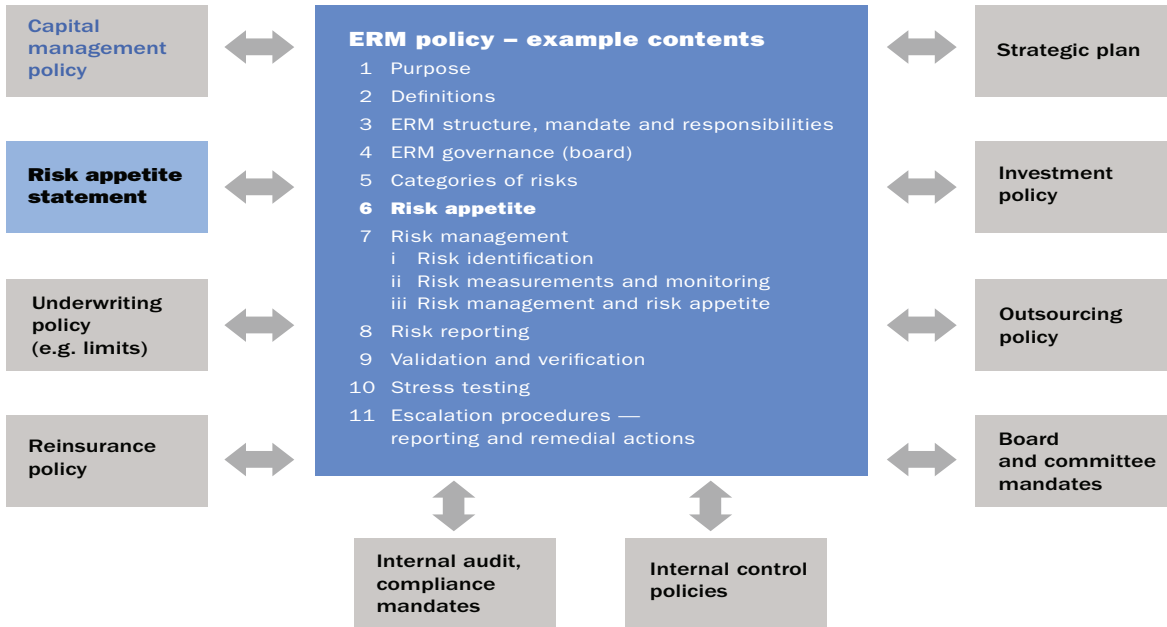 Capital
management
policy
Risk appetite
statement
Underwriting
policy
(e.g. limits)
Reinsurance
policy
ERM policy – example contents
1 Purpose
2 Definitions
3 ERM structure, mandate and responsibilities
4 ERM governance (board)
5 Categories of risks
6 Risk appetite
7 Risk management
i Risk identification
ii Risk measurements and monitoring
iii Risk management and risk appetite
8 Risk reporting
9 Validation and verification
10 Stress testing
11 Escalation procedures —
reporting and remedial actions
Strategic plan
Investment
policy
Outsourcing
policy
Board
and committee
mandates
Internal audit,
compliance
mandates
Internal control
policies